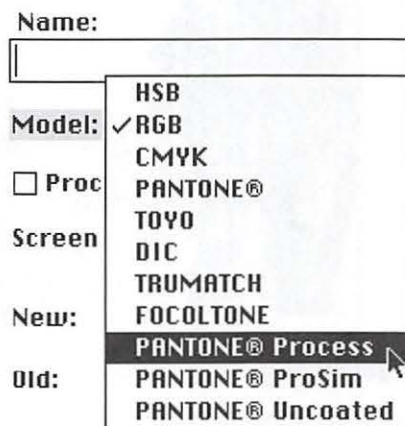 Name:
HSB
Model: ✓RGB
CMYK
Proc
PANTONE®
TOYO
Screen
DIC
TRUMATCH
New:
FOCOLTONE
PANTONE® Process
Old:
PANTONE® ProSim
PANTONE® Uncoated